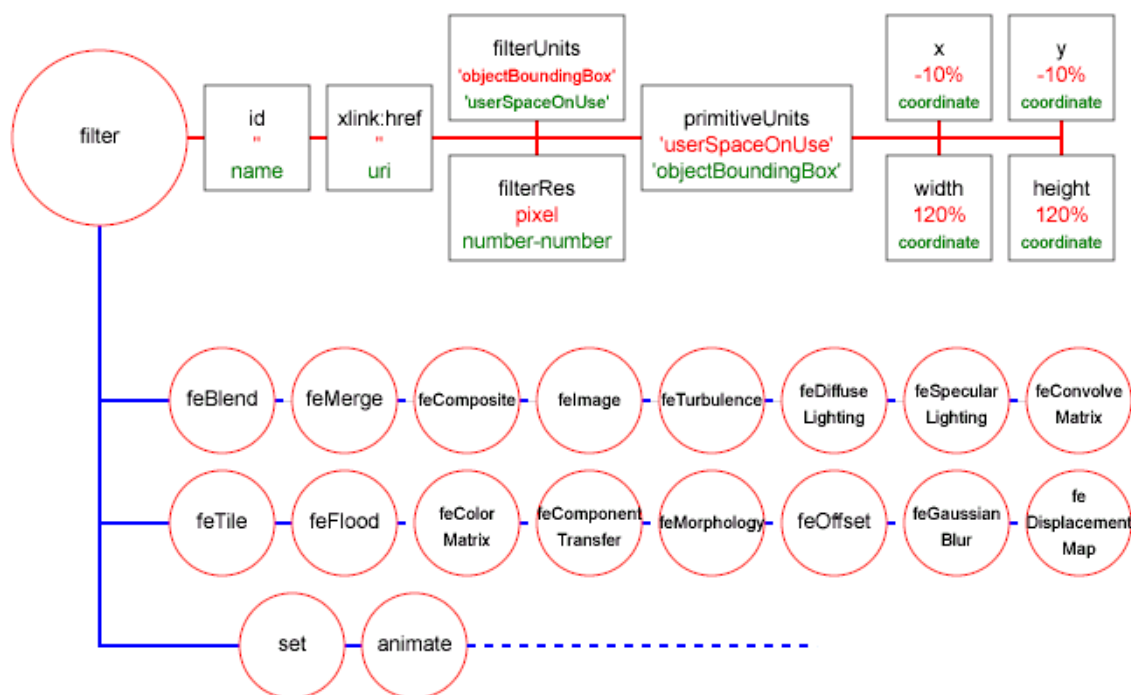 filter
id
''
name
xlink:href
''
uri
filterUnits
'objectBoundingBox'
'userSpaceOnUse'
filterRes
pixel
number-number
primitiveUnits
'userSpaceOnUse'
'objectBoundingBox'
x
-10%
coordinate
y
-10%
coordinate
width
120%
coordinate
height
120%
coordinate
feBlend
feMerge
feComposite
feImage
feTurbulence
feDiffuse
Lighting
feSpecular
Lighting
feConvolve
Matrix
feTile
feFlood
feColor
Matrix
feComponent
Transfer
feMorphology
feOffset
feGaussian
Blur
fe
Displacement
Map
set
animate